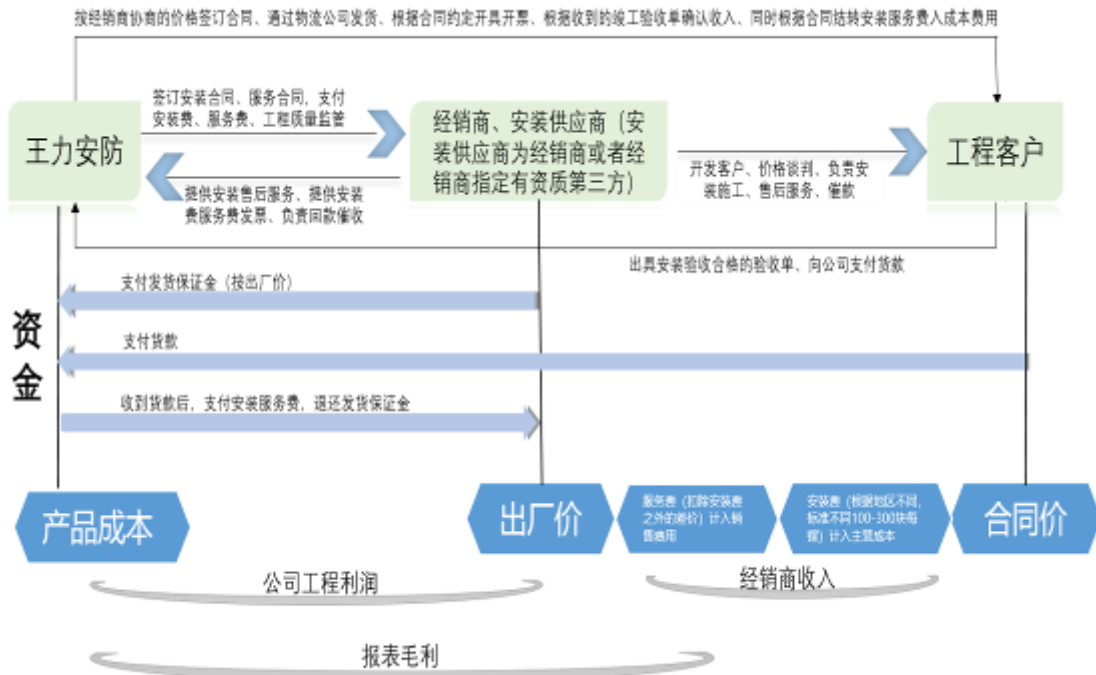 按经销商协商的价格签订合同、通过物流公司发货、根据合同约定开具开票、根据收到的竣工验收单确认收入、同时根据合同结转安装服务费入成本费用
签订安装合同、服务合同，支付
安装费、服务费、工程质量监管
王力安防
经销商、安装供应商（安
装供应商为经销商或者经
销商指定有资质第三方）
工程客户
提供安装售后服务、提供安装
费服务费发票、负责回款催收
开发客户、价格谈判、负责安
装施工、售后服务、催款
出具安装验收合格的验收单、向公司支付货款
资
金
支付发货保证金（按出厂价）
支付货款
收到货款后，支付安装服务费，退还发货保证金
产品成本
出厂价
服务费（扣除安装费
之外的差价）计入销
售费用
安装费（根据地区不同，
标准不同100-300块每
樘）计入主营成本
合同价
公司工程利润
经销商收入
报表毛利